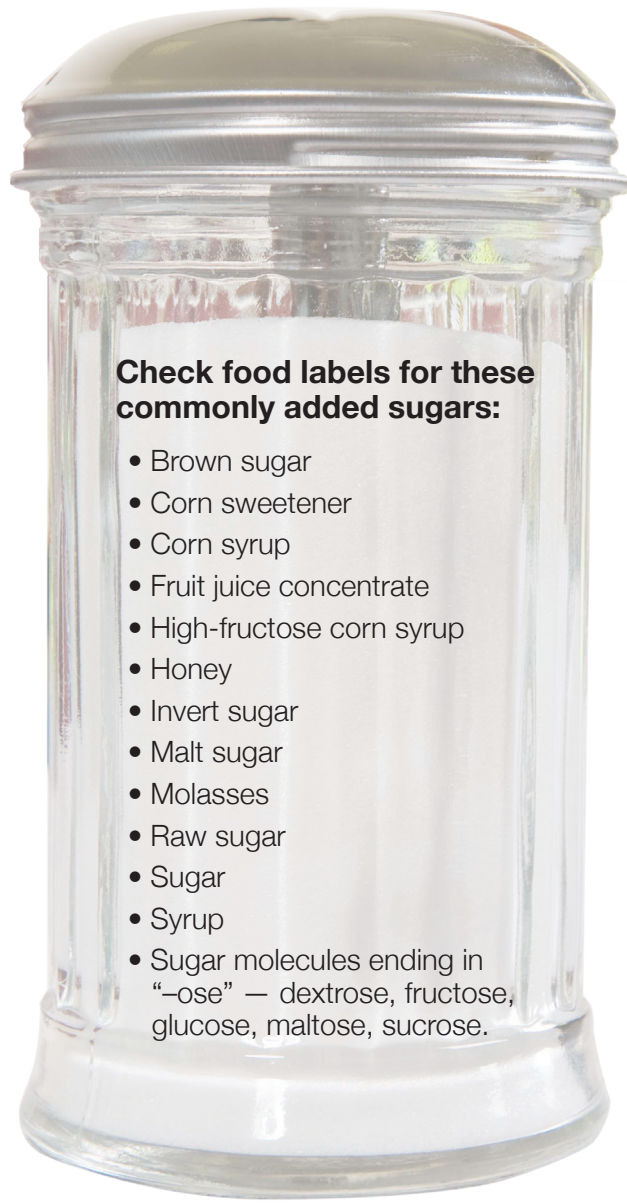 Check food labels for these
commonly added sugars:
• Brown sugar
• Corn sweetener
• Corn syrup
• Fruit juice concentrate
• High-fructose corn syrup
• Honey
• Invert sugar
• Malt sugar
• Molasses
• Raw sugar
• Sugar
• Syrup
• Sugar molecules ending in
“–ose” — dextrose, fructose,
glucose, maltose, sucrose.